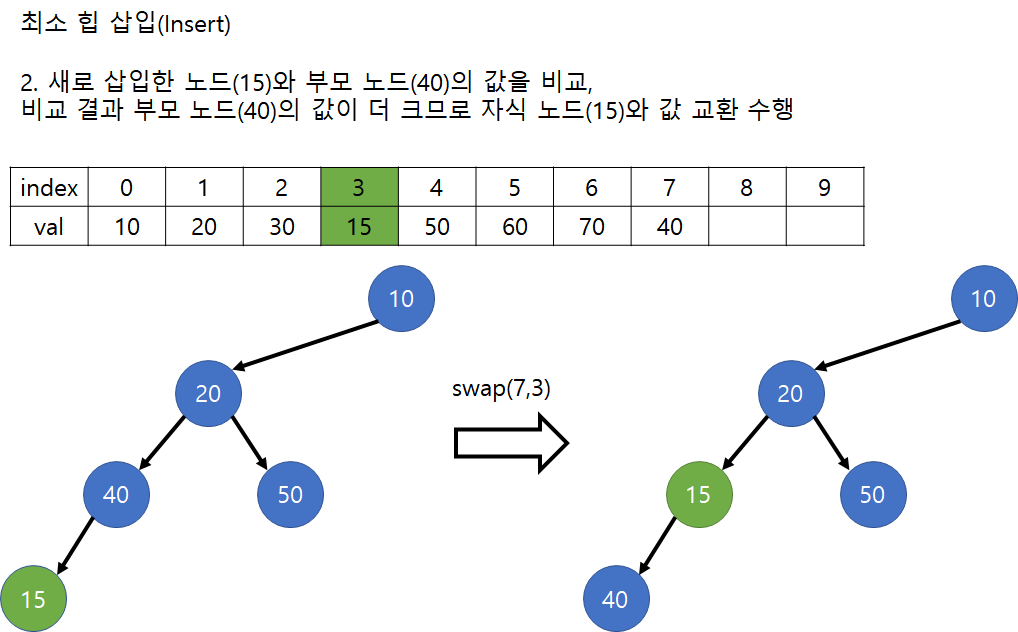 최소 힙 삽입(Insert)
2. 새로 삽입한 노드(15)와 부모 노드(40)의 값을 비교,
비교 결과 부모 노드(40)의 값이 더 크므로 자식 노드(15)와 값 교환 수행
index 0 1 2 3 4 5 6 7 8 9
val 10 20 30 15 50 60 70 40
10
20
40 50
15
swap(7,3)
10
20
15 50
40